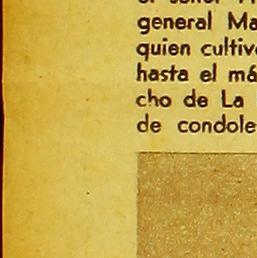 el señor
general Ma
quien cultiv
hasta el má
cho de La
de condole